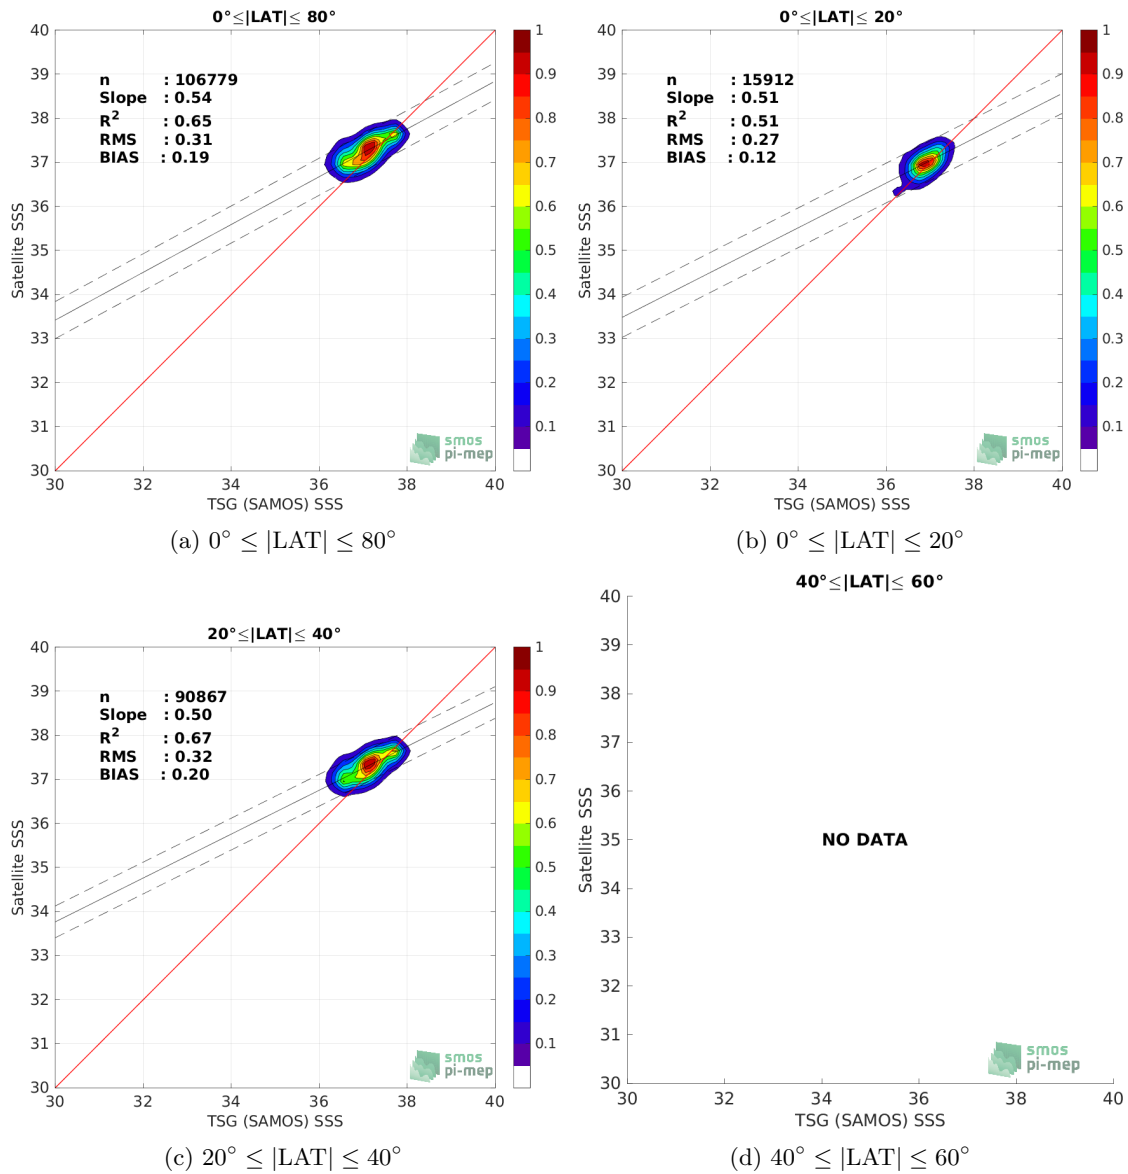 0°≤|LAT|≤ 80°
40
39
38
37
36
35
34
33
32
31
30
Satellite SSS
n : 106779
Slope : 0.54
R2 : 0.65
RMS : 0.31
BIAS : 0.19
smos
pi-mep
30 32 34 36 38 40
TSG (SAMOS) SSS
1
0.9
0.8
0.7
0.6
0.5
0.4
0.3
0.2
0.1
(a) 0° ≤ |LAT| ≤ 80°
0°≤|LAT|≤ 20°
40
39
38
37
36
35
34
33
32
31
30
Satellite SSS
n : 15912
Slope : 0.51
R2 : 0.51
RMS : 0.27
BIAS : 0.12
smos
pi-mep
30 32 34 36 38 40
TSG (SAMOS) SSS
1
0.9
0.8
0.7
0.6
0.5
0.4
0.3
0.2
0.1
(b) 0° ≤ |LAT| ≤ 20°
20°≤|LAT|≤ 40°
40
39
38
37
36
35
34
33
32
31
30
Satellite SSS
n : 90867
Slope : 0.50
R2 : 0.67
RMS : 0.32
BIAS : 0.20
smos
pi-mep
30 32 34 36 38 40
TSG (SAMOS) SSS
1
0.9
0.8
0.7
0.6
0.5
0.4
0.3
0.2
0.1
(c) 20° ≤ |LAT| ≤ 40°
40°≤|LAT|≤ 60°
40
39
38
37
36
35
34
33
32
31
30
Satellite SSS
NO DATA
smos
pi-mep
30 32 34 36 38 40
TSG (SAMOS) SSS
(d) 40° ≤ |LAT| ≤ 60°